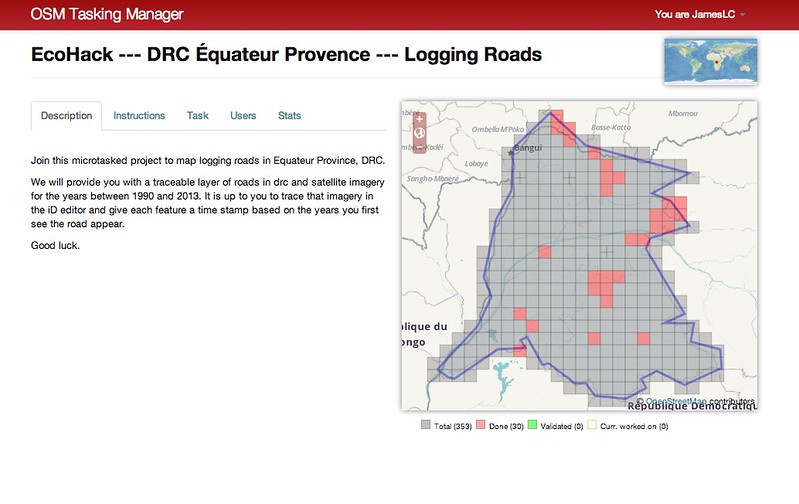 OSM Tasking Manager
You are JamesLC
EcoHack --- DRC Équateur Provence --- Logging Roads
Description Instructions Task Users Stats
Join this microtasked project to map logging roads in Equateur Province, DRC.
We will provide you with a traceable layer of roads in drc and satellite imagery
for the years between 1990 and 2013. It is up to you to trace that imagery in
the iD editor and give each feature a time stamp based on the years you first
see the road appear.
Good luck.
+
-
Mbomou
Ombella M'Poko
Basse-Katto
Bangui
Lobaye
Sangha-Mbaéré
blique du
ongo
© OpenStreetMap contributors
République Démocratiqu
Total (353) Done (30) Validated (0) Curr. worked on (0)